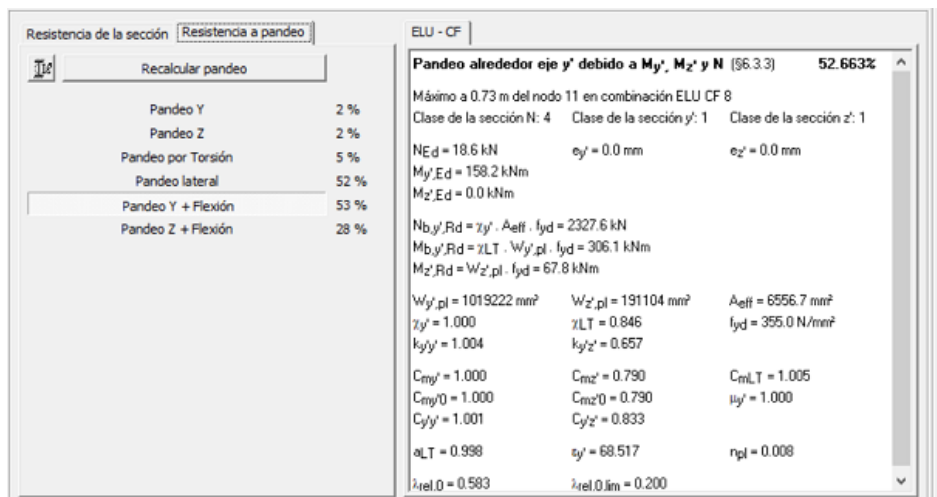 Resistencia de la sección Resistencia a pandeo
Recalcular pandeo
Pandeo Y 2 %
Pandeo Z 2 %
Pandeo por Torsión 5 %
Pandeo lateral 52 %
Pandeo Y + Flexión 53 %
Pandeo Z + Flexión 28 %
ELU - CF
Pandeo alrededor eje y' debido a My', Mz' y N (§6.3.3) 52.663%
Máximo a 0.73 m del nodo 11 en combinación ELU CF 8
Clase de la sección N: 4 Clase de la sección y': 1 Clase de la sección z': 1
NEd = 18.6 kN ey' = 0.0 mm ez' = 0.0 mm
My',Ed = 158.2 kNm
Mz',Ed = 0.0 kNm
Nb,y',Rd = χy' . Aeff . fyd = 2327.6 kN
Mb,y',Rd = χLT . Wy',pl . fyd = 306.1 kNm
Mz',Rd = Wz',pl . fyd = 67.8 kNm
Wy',pl = 1019222 mm³ Wz',pl = 191104 mm³ Aeff = 6556.7 mm²
χy' = 1.000 χLT = 0.846 fyd = 355.0 N/mm²
ky'y' = 1.004 ky'z' = 0.657
Cmy' = 1.000 Cmz' = 0.790 CmLT = 1.005
Cmy'0 = 1.000 Cmz'0 = 0.790 μy' = 1.000
Cy'y' = 1.001 Cy'z' = 0.833
aLT = 0.998 εy' = 68.517 npl = 0.008
λrel,0 = 0.583 λrel,0,lim = 0.200